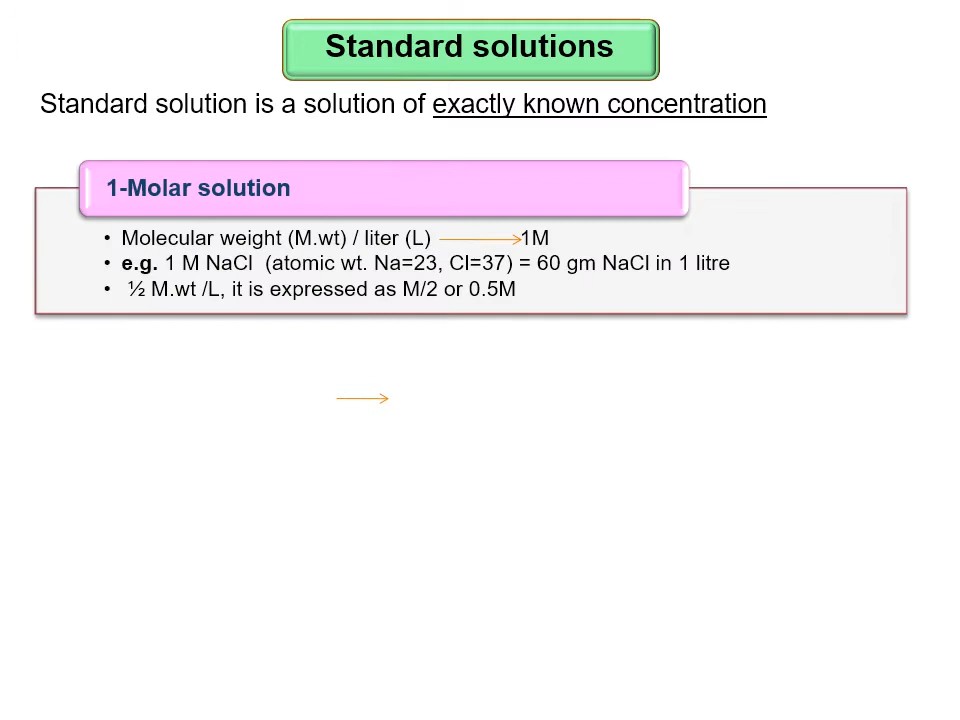 Standard solutions
Standard solution is a solution of exactly known concentration
1-Molar solution
• Molecular weight (M.wt) / liter (L) 1M
• e.g. 1 M NaCl (atomic wt. Na=23, Cl=37) = 60 gm NaCl in 1 litre
• ½ M.wt /L, it is expressed as M/2 or 0.5M